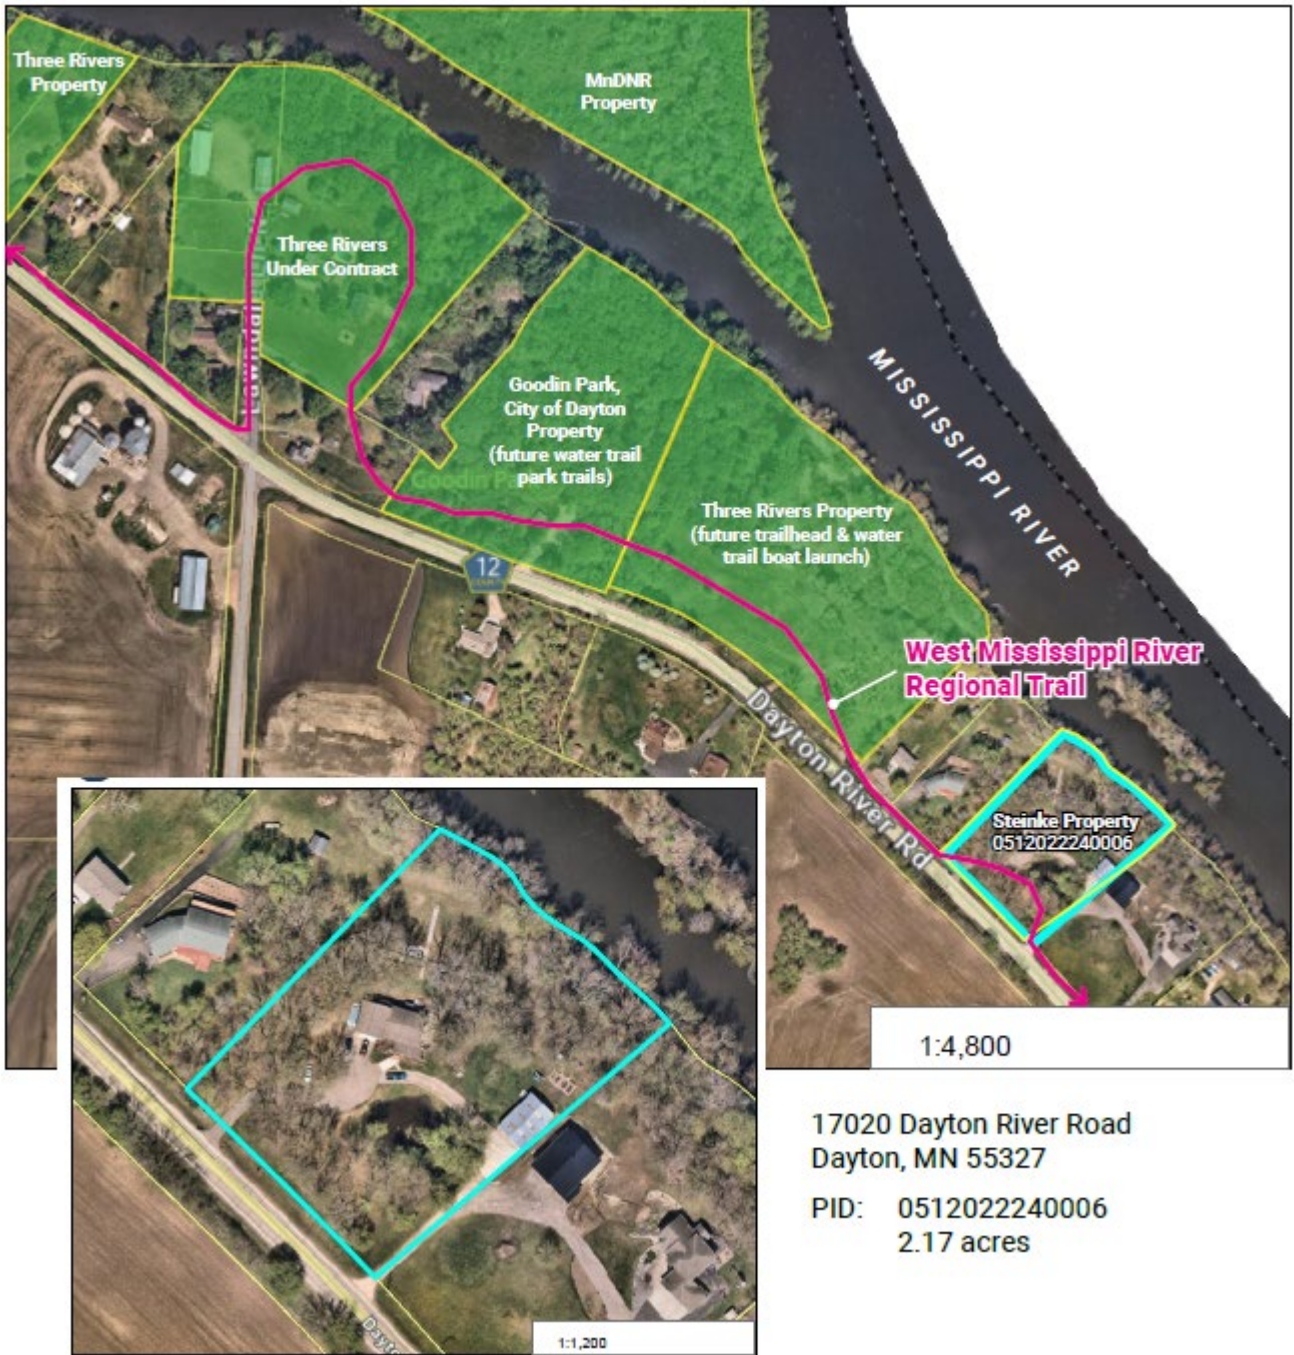 Three Rivers
Property
MnDNR
Property
Three Rivers
Under Contract
Goodin Park,
City of Dayton
Property
(future water trail
park trails)
Three Rivers Property
(future trailhead & water
trail boat launch)
MISSISSIPPI RIVER
12
West Mississippi River
Regional Trail
Dayton River Rd
Steinke Property
0512022240006
1:4,800
1:1,200
17020 Dayton River Road
Dayton, MN 55327
PID: 0512022240006
2.17 acres